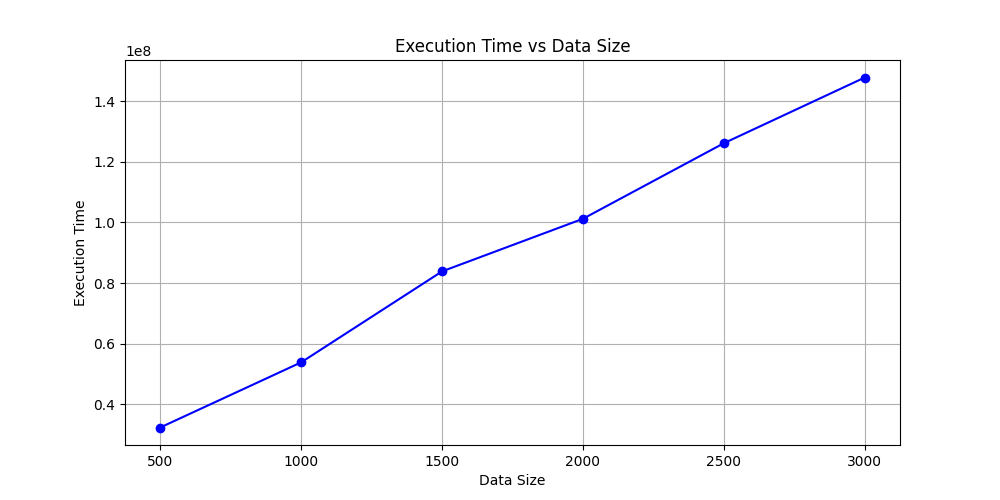 Execution Time vs Data Size
1e8
1.4
1.2
1.0
0.8
0.6
0.4
Execution Time
500 1000 1500 2000 2500 3000
Data Size